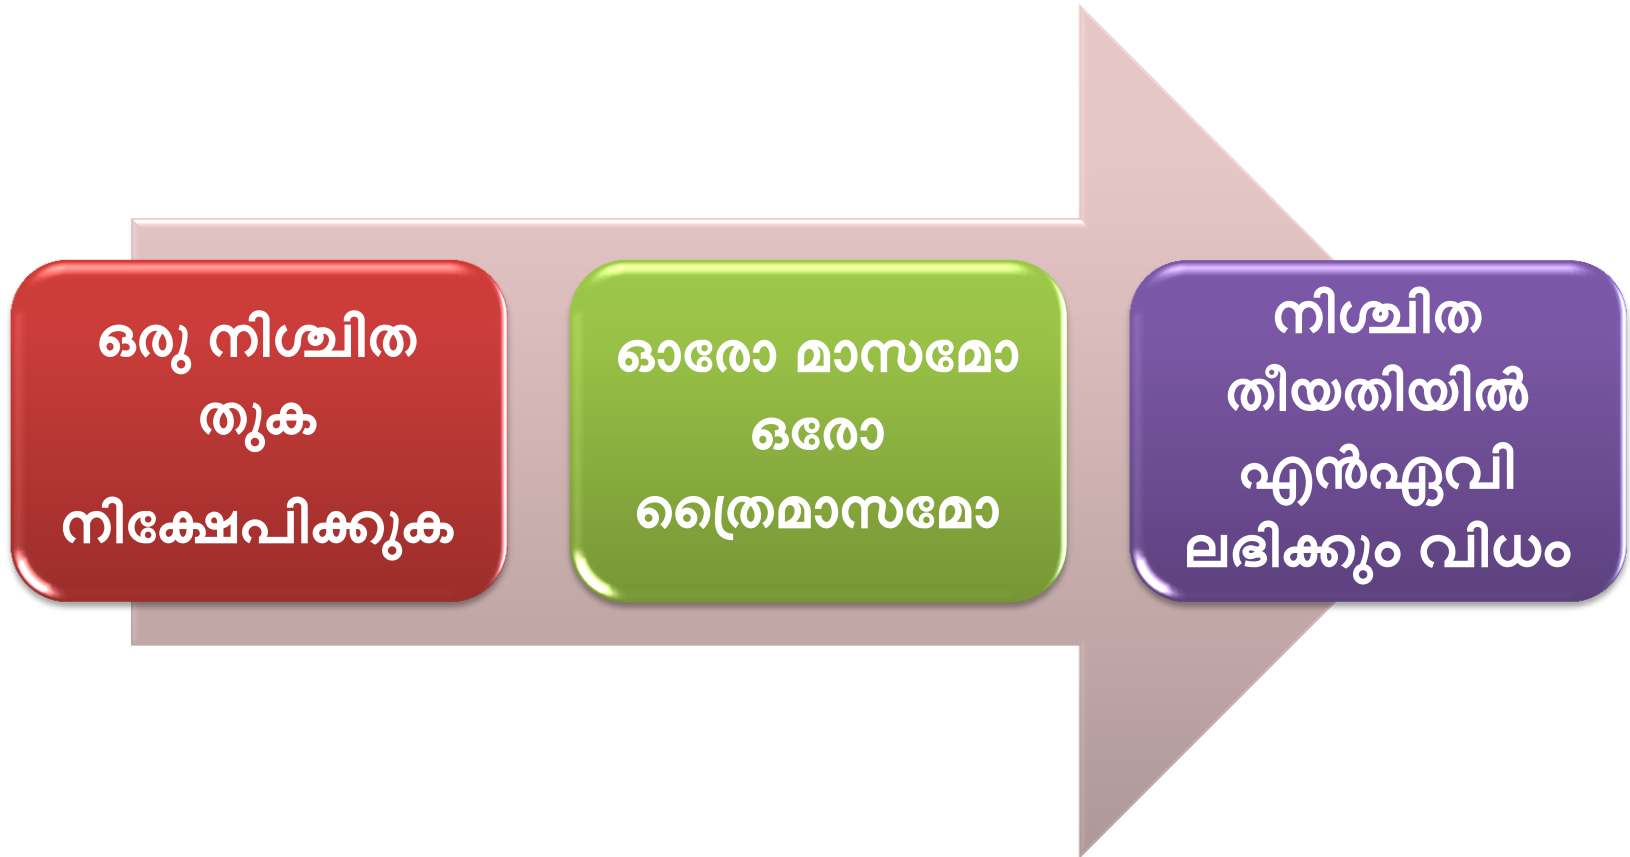 ഒരു നിശ്ചിത
തുക
നിക്ഷേപിക്കുക
ഓരോ മാസമോ
ഒരോ
ത്രൈമാസമോ
നിശ്ചിത
തീയതിയിൽ
എൻഏവി
ലഭിക്കും വിധം